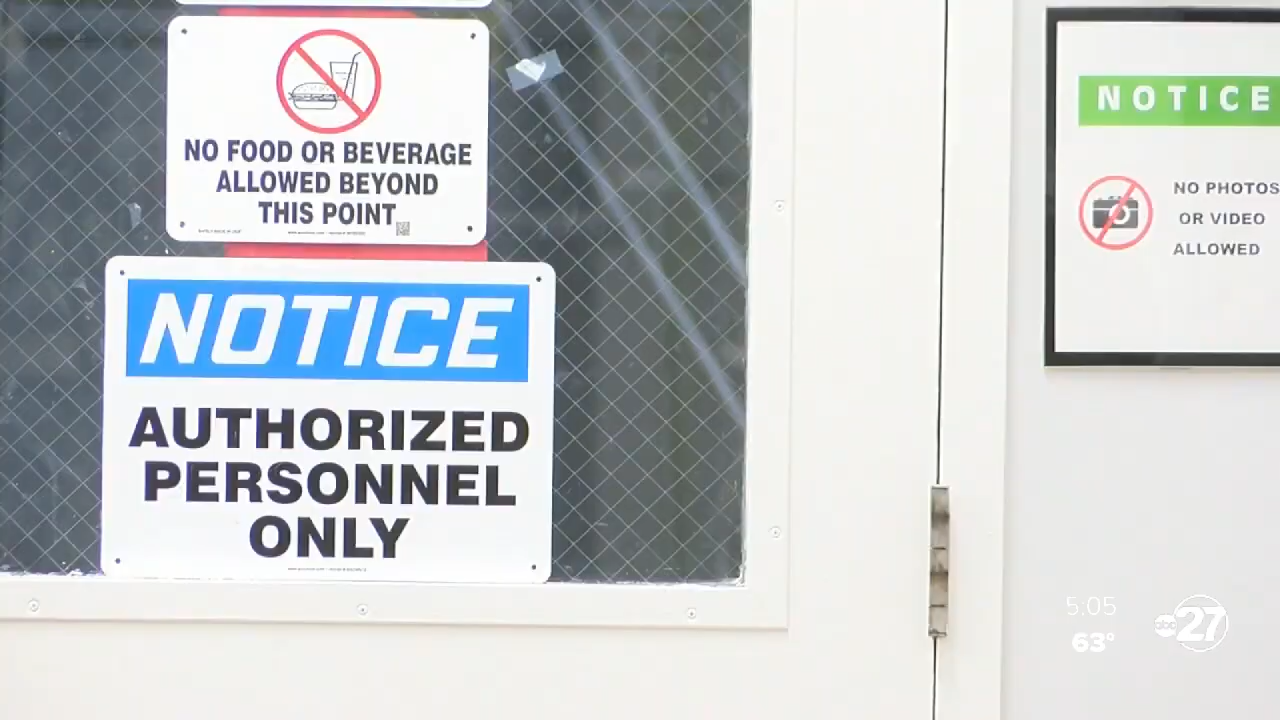 NO FOOD OR BEVERAGE
ALLOWED BEYOND
THIS POINT
NOTICE
AUTHORIZED
PERSONNEL
ONLY
NOTICE
NO PHOTOS
OR VIDEO
ALLOWED
5:05
63°
abc 27